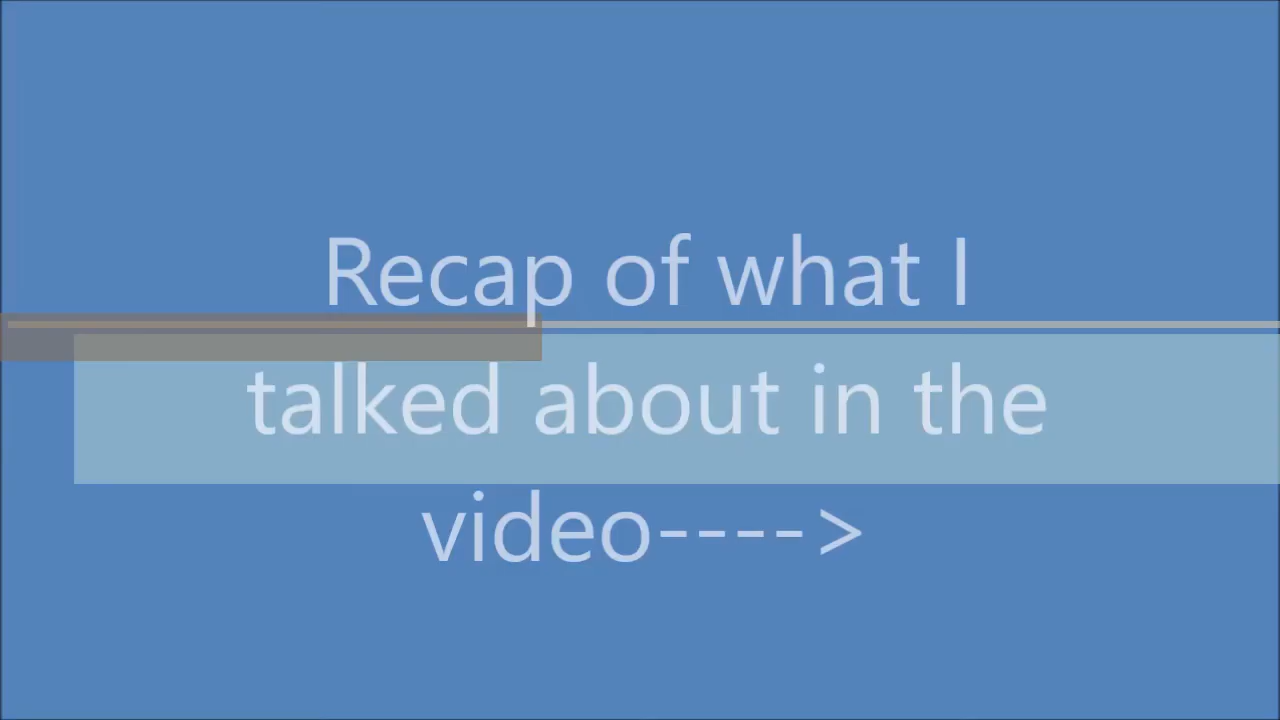 Recap of what I
talked about in the
video---->